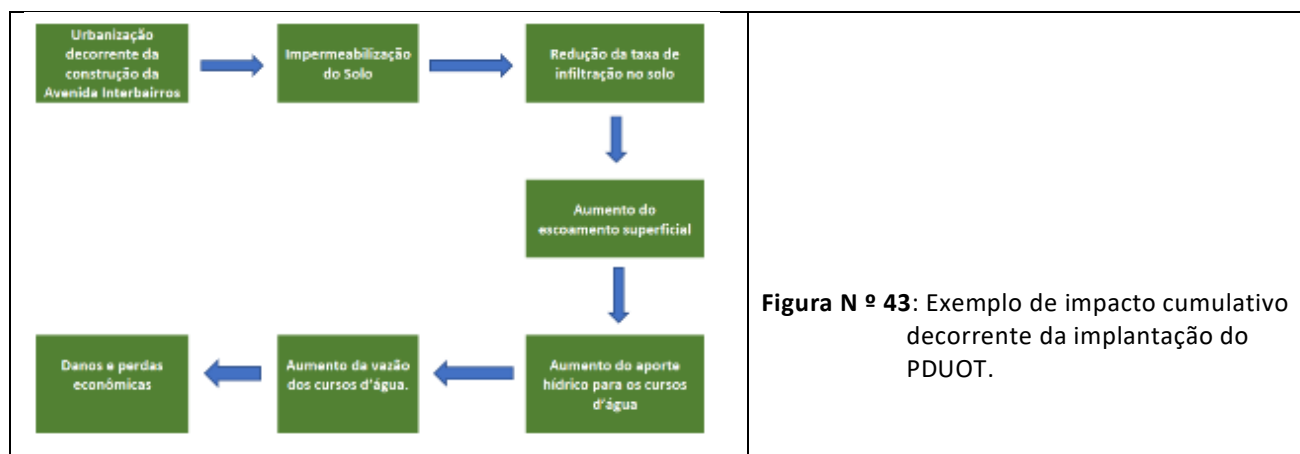 Urbanização
decorrente da
construção da
Avenida Interbairros
Impermeabilização
do Solo
Redução da taxa de
infiltração no solo
Aumento do
escoamento superficial
Aumento do aporte
hídrico para os cursos
d'água
Aumento da vazão
dos cursos d'água.
Danos e perdas
econômicas
Figura N º 43: Exemplo de impacto cumulativo
decorrente da implantação do
PDUOT.